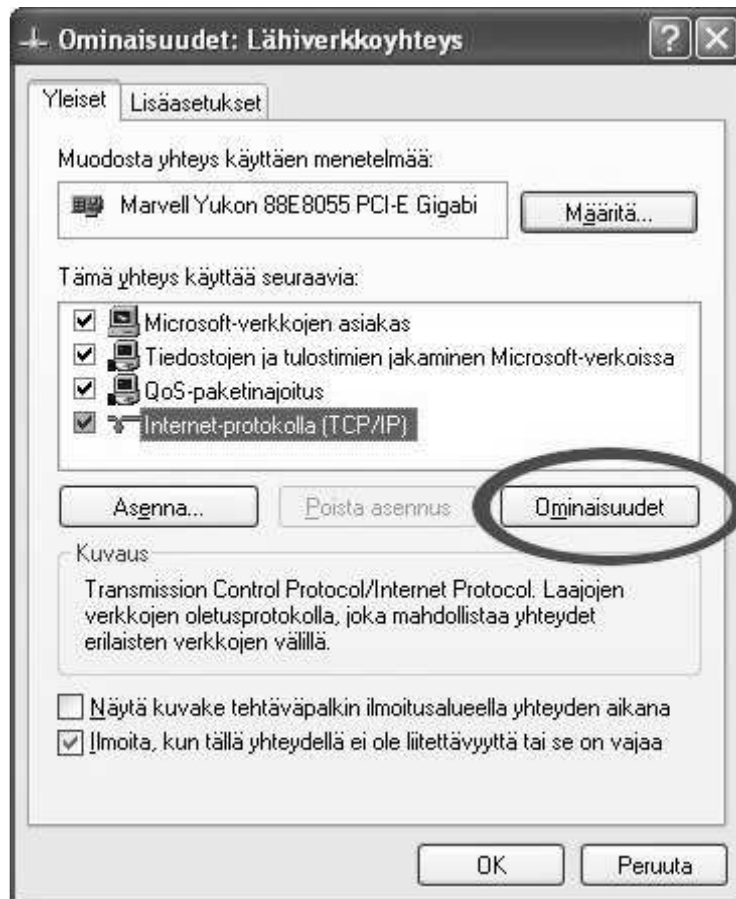 Ominaisuudet: Lähiverkkoyhteys
Yleiset
Lisäasetukset
Muodosta yhteys käyttäen menetelmää:
Marvell Yukon 88E8055 PCI-E Gigabi
Määritä...
Tämä yhteys käyttää seuraavia:
Microsoft-verkkojen asiakas
Tiedostojen ja tulostimien jakaminen Microsoft-verkoissa
QoS-paketinajoitus
Internet-protokolla (TCP/IP)
Asenna...
Poista asennus
Ominaisuudet
Kuvaus
Transmission Control Protocol/Internet Protocol. Laajojen
verkkojen oletusprotokolla, joka mahdollistaa yhteydet
erilaisten verkkojen välillä.
Näytä kuvake tehtäväpalkin ilmoitusalueella yhteyden aikana
Ilmoita, kun tällä yhteydellä ei ole liitettävyyttä tai se on vajaa
OK
Peruuta